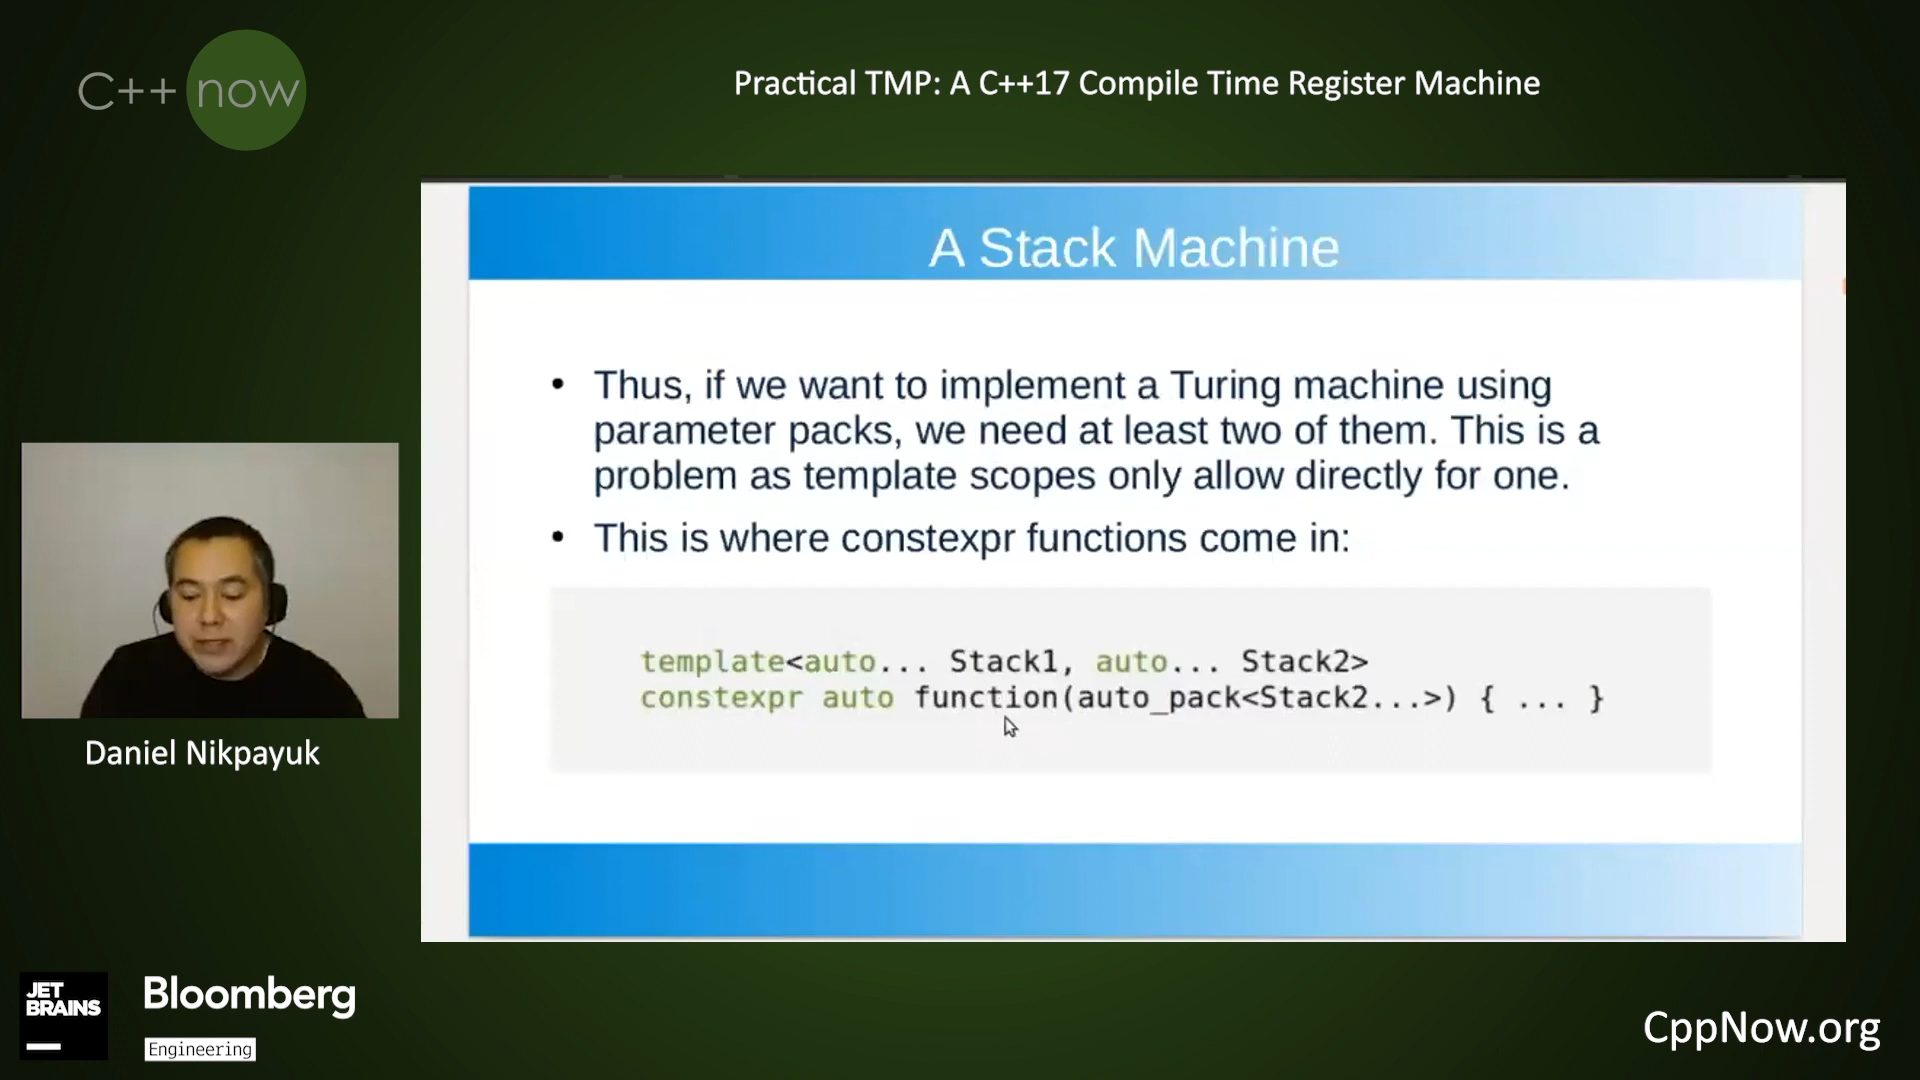 C++ now
Practical TMP: A C++17 Compile Time Register Machine
A Stack Machine
• Thus, if we want to implement a Turing machine using
parameter packs, we need at least two of them. This is a
problem as template scopes only allow directly for one.
• This is where constexpr functions come in:
template<auto... Stack1, auto... Stack2>
constexpr auto function(auto_pack<Stack2...>) { ... }
Daniel Nikpayuk
JET
BRAINS
Bloomberg
Engineering
CppNow.org